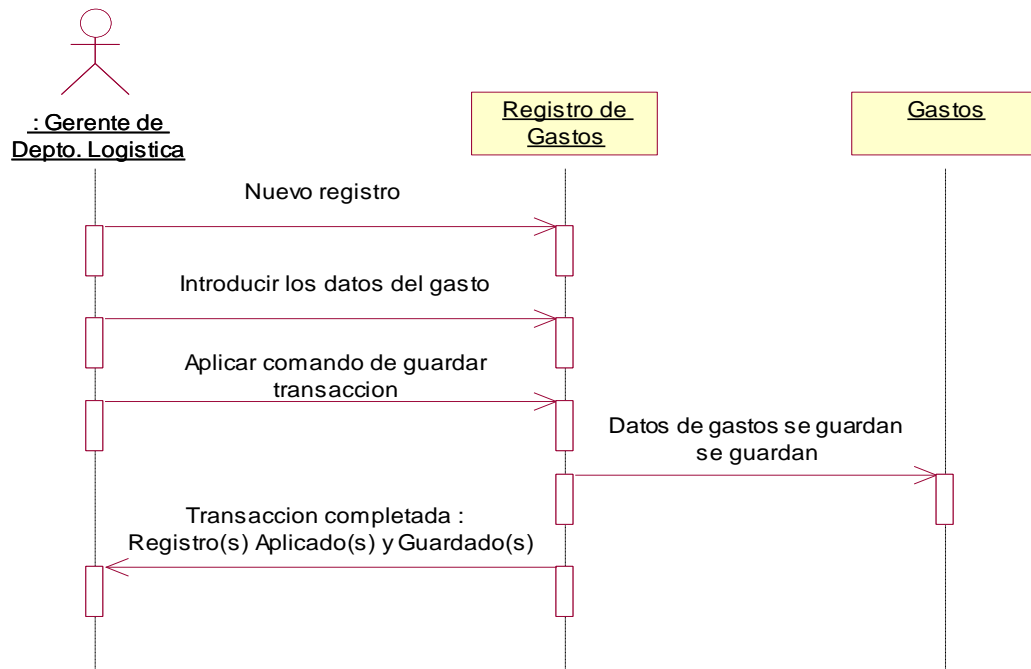 : Gerente de
Depto. Logistica
Registro de
Gastos
Gastos
Nuevo registro
Introducir los datos del gasto
Aplicar comando de guardar
transaccion
Datos de gastos se guardan
se guardan
Transaccion completada :
Registro(s) Aplicado(s) y Guardado(s)